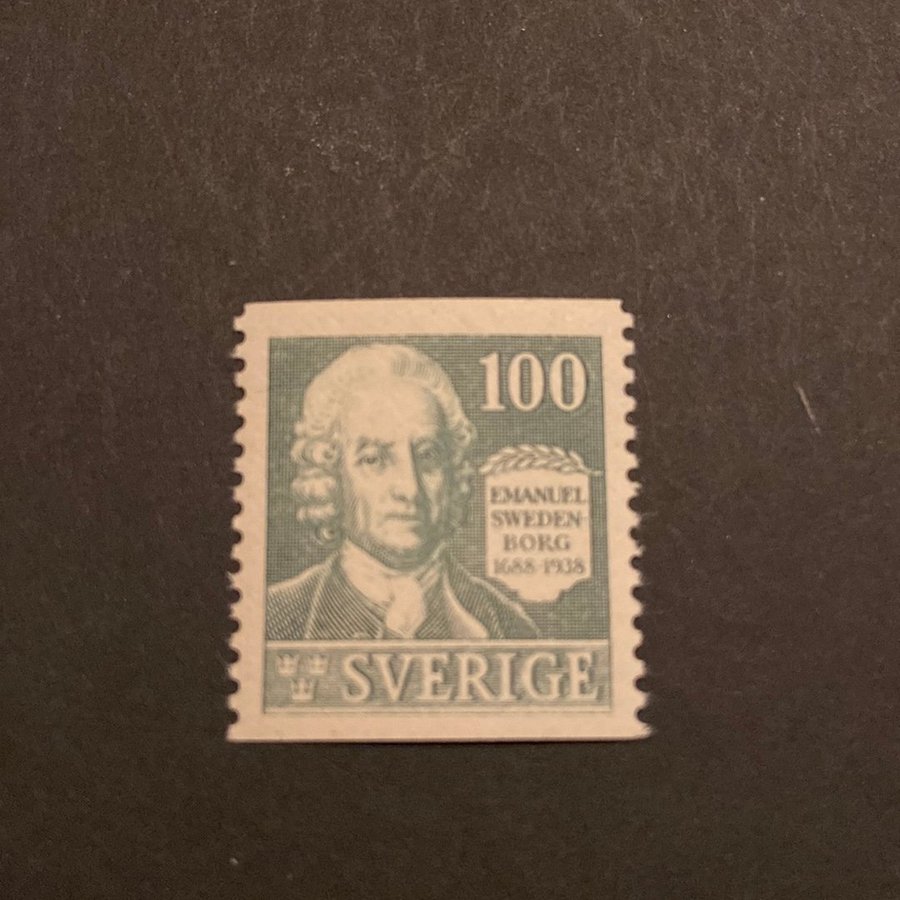 100
EMANUEL
SWEDEN-
BORG
1688-1938
SVERIGE